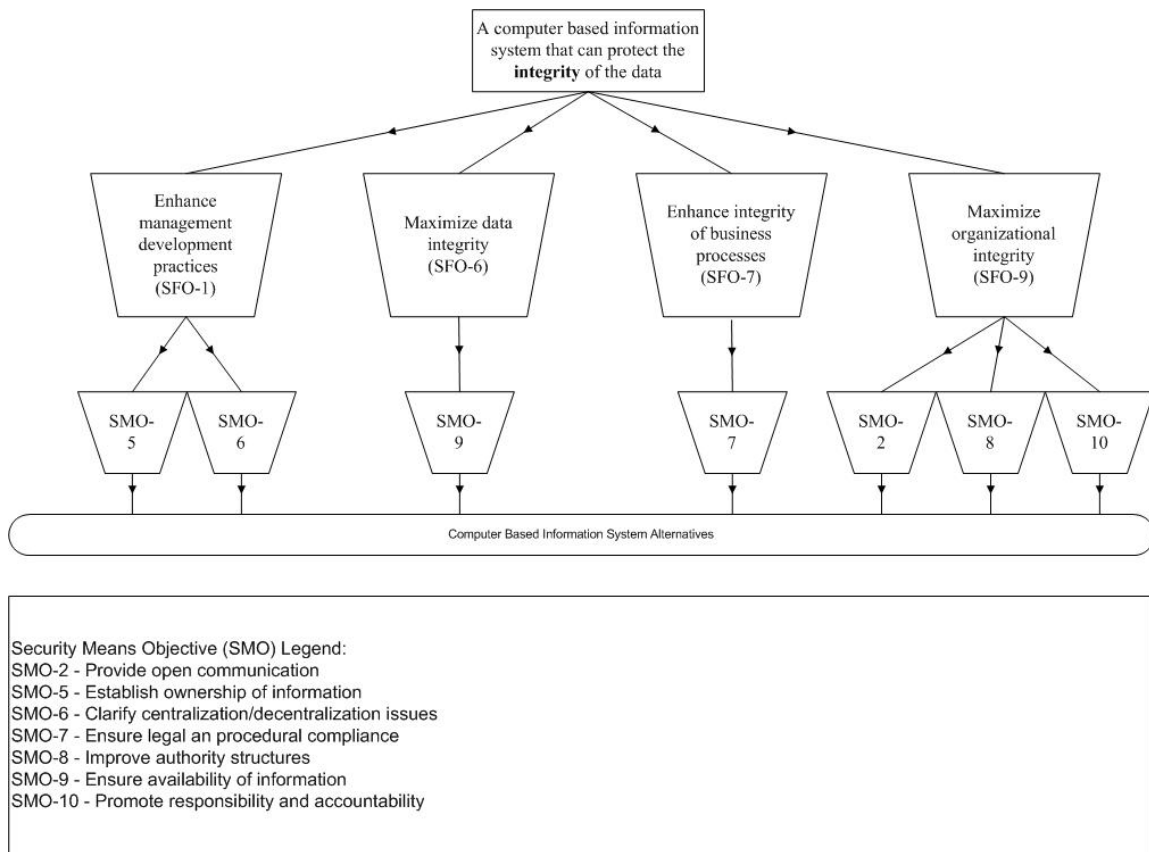 A computer based information
system that can protect the
integrity of the data
Enhance
management
development
practices
(SFO-1)
Maximize data
integrity
(SFO-6)
Enhance integrity
of business
processes
(SFO-7)
Maximize
organizational
integrity
(SFO-9)
SMO-
5
SMO-
6
SMO-
9
SMO-
7
SMO-
2
SMO-
8
SMO-
10
Computer Based Information System Alternatives
Security Means Objective (SMO) Legend:
SMO-2 - Provide open communication
SMO-5 - Establish ownership of information
SMO-6 - Clarify centralization/decentralization issues
SMO-7 - Ensure legal an procedural compliance
SMO-8 - Improve authority structures
SMO-9 - Ensure availability of information
SMO-10 - Promote responsibility and accountability